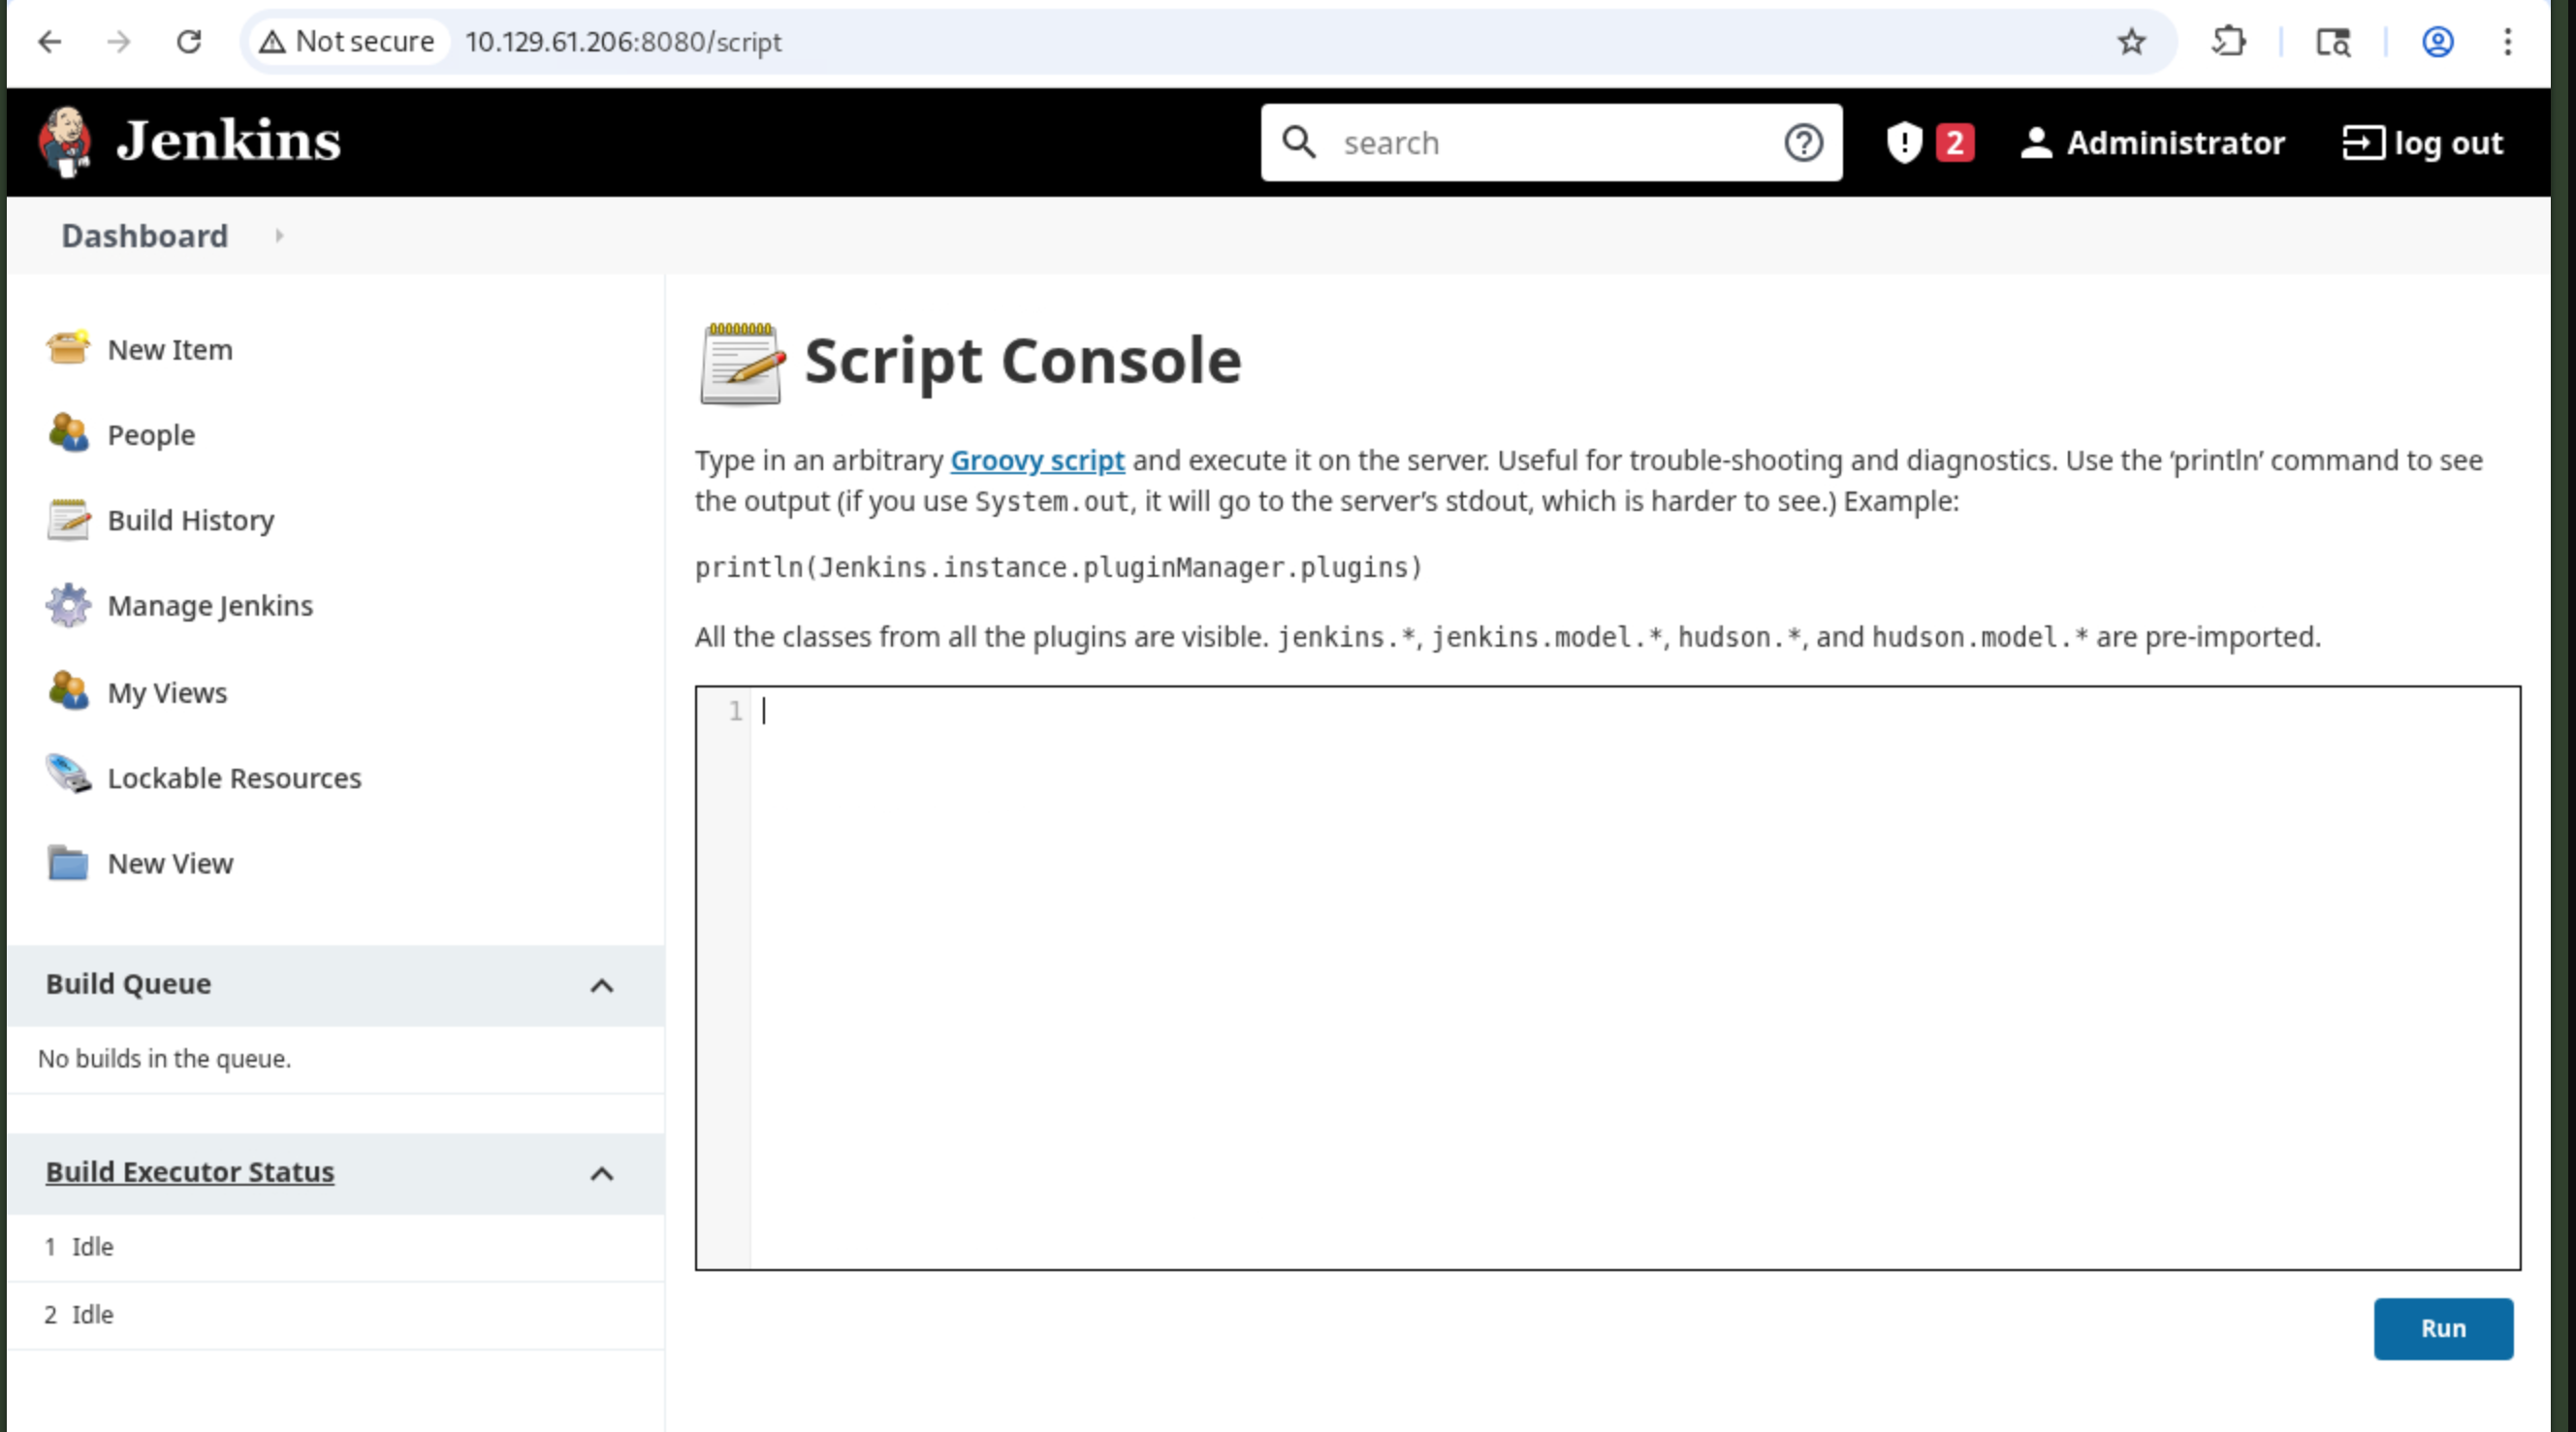 Not secure 10.129.61.206:8080/script
Jenkins
search
2
Administrator
log out
Dashboard
New Item
People
Build History
Manage Jenkins
My Views
Lockable Resources
New View
Build Queue
No builds in the queue.
Build Executor Status
1 Idle
2 Idle
Script Console
Type in an arbitrary Groovy script and execute it on the server. Useful for trouble-shooting and diagnostics. Use the ‘println’ command to see
the output (if you use System.out, it will go to the server’s stdout, which is harder to see.) Example:
println(Jenkins.instance.pluginManager.plugins)
All the classes from all the plugins are visible. jenkins.*, jenkins.model.*, hudson.*, and hudson.model.* are pre-imported.
1
Run